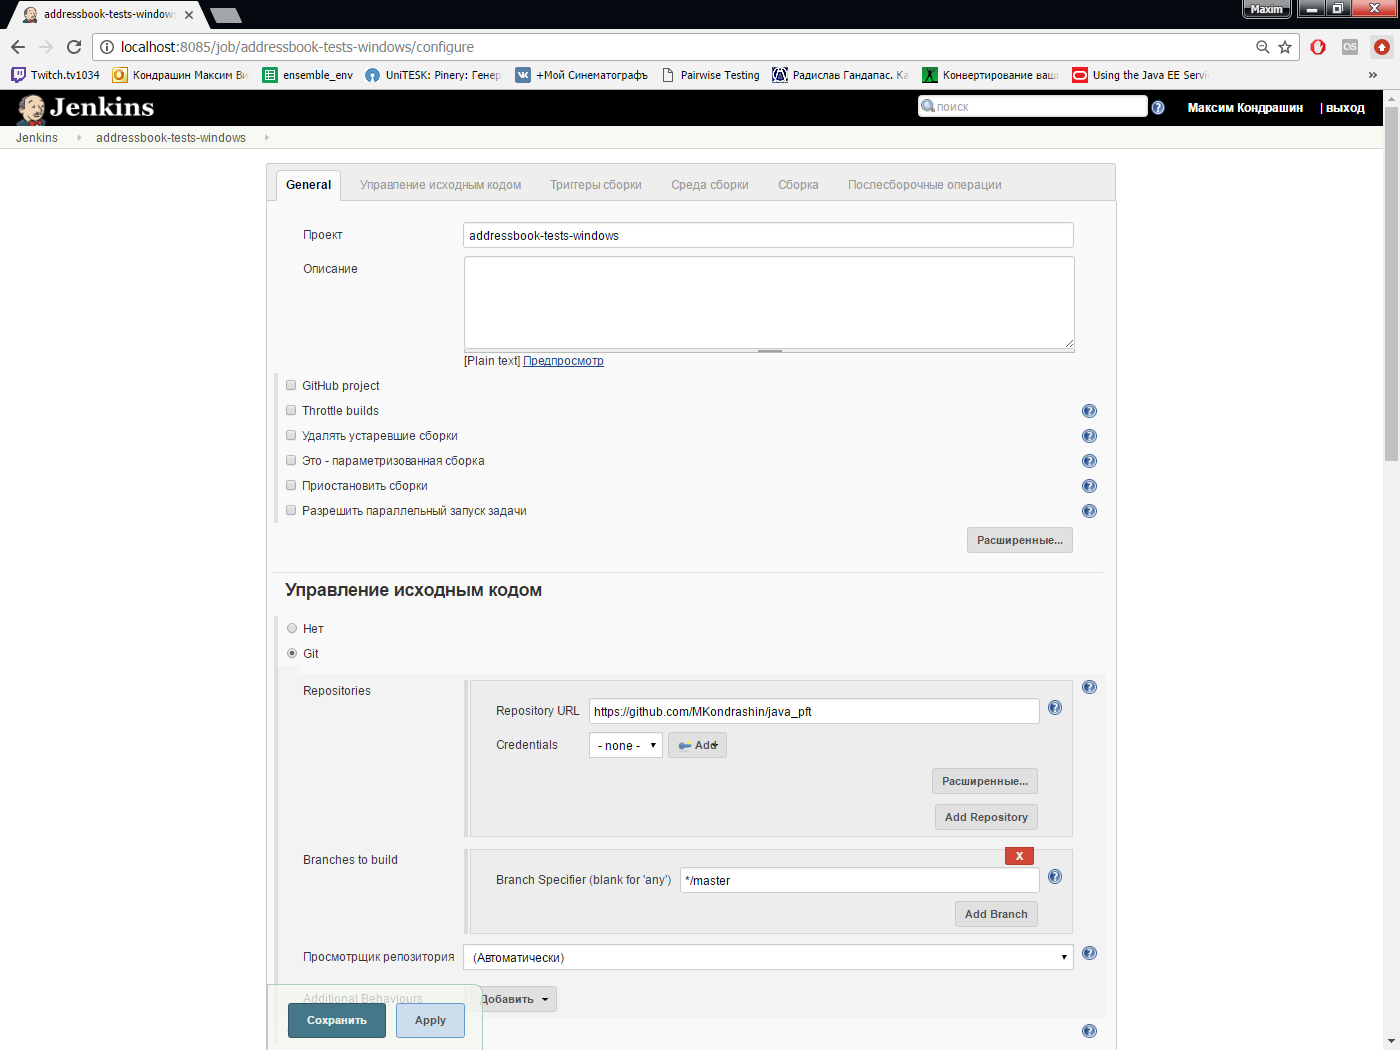 addressbook-tests-windows
Maxim
localhost:8085/job/addressbook-tests-windows/configure
Twitch.tv1034 Кондрашин Максим Ви ensemble_env UniTESK: Pinery: Генер +Мой Синематографъ Pairwise Testing Радислав Гандапас. Ка Конвертирование ваш Using the Java EE Servi »
Jenkins поиск Максим Кондрашин | выход
Jenkins addressbook-tests-windows
General Управление исходным кодом Триггеры сборки Среда сборки Сборка Послесборочные операции
Проект addressbook-tests-windows
Описание
[Plain text] Предпросмотр
GitHub project
Throttle builds
Удалять устаревшие сборки
Это - параметризованная сборка
Приостановить сборки
Разрешить параллельный запуск задачи
Расширенные...
Управление исходным кодом
Нет
Git
Repositories
Repository URL https://github.com/MKondrashin/java_pft
Credentials - none - Add
Расширенные...
Add Repository
Branches to build X
Branch Specifier (blank for 'any') */master
Add Branch
Просмотрщик репозитория (Автоматически)
Additional Behaviours Добавить
Сохранить Apply